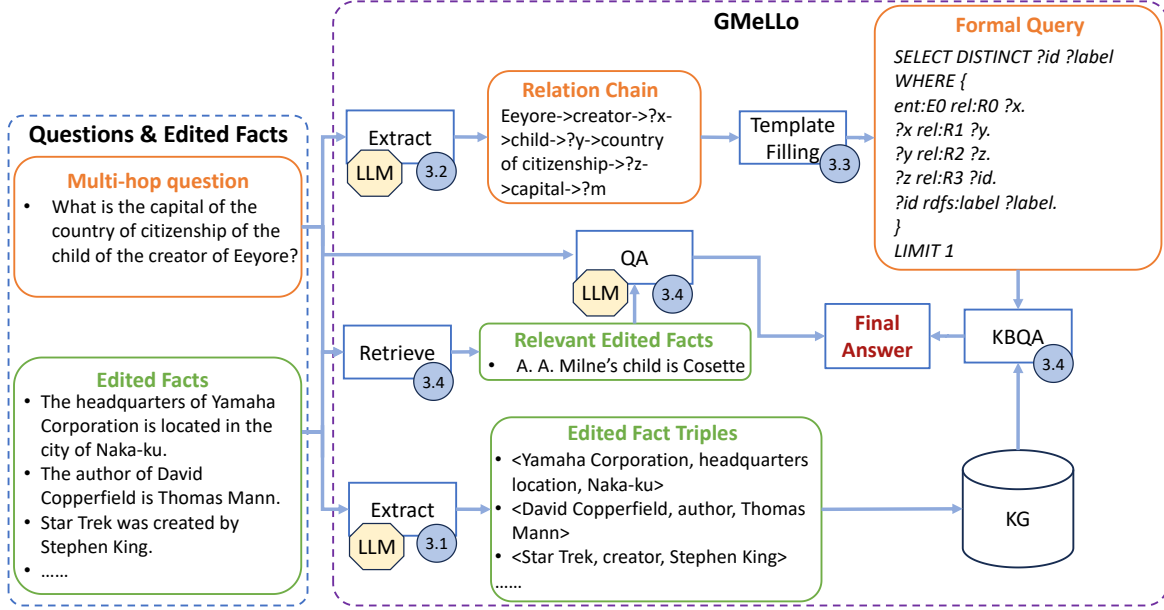 GMeLLo
Questions & Edited Facts
Multi-hop question
• What is the capital of the
country of citizenship of the
child of the creator of Eeyore?
Edited Facts
• The headquarters of Yamaha
Corporation is located in the
city of Naka-ku.
• The author of David
Copperfield is Thomas Mann.
• Star Trek was created by
Stephen King.
• ......
Extract
LLM
3.2
Relation Chain
Eeyore->creator->?x-
>child->?y->country
of citizenship->?z-
>capital->?m
Template
Filling
3.3
Formal Query
SELECT DISTINCT ?id ?label
WHERE {
ent:E0 rel:R0 ?x.
?x rel:R1 ?y.
?y rel:R2 ?z.
?z rel:R3 ?id.
?id rdfs:label ?label.
}
LIMIT 1
QA
LLM
3.4
Retrieve
3.4
Relevant Edited Facts
• A. A. Milne’s child is Cosette
Final
Answer
KBQA
3.4
Extract
LLM
3.1
Edited Fact Triples
• <Yamaha Corporation, headquarters
location, Naka-ku>
• <David Copperfield, author, Thomas
Mann>
• <Star Trek, creator, Stephen King>
......
KG